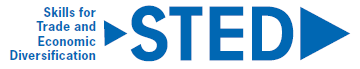 Skills for
Trade and
Economic
Diversification
STED